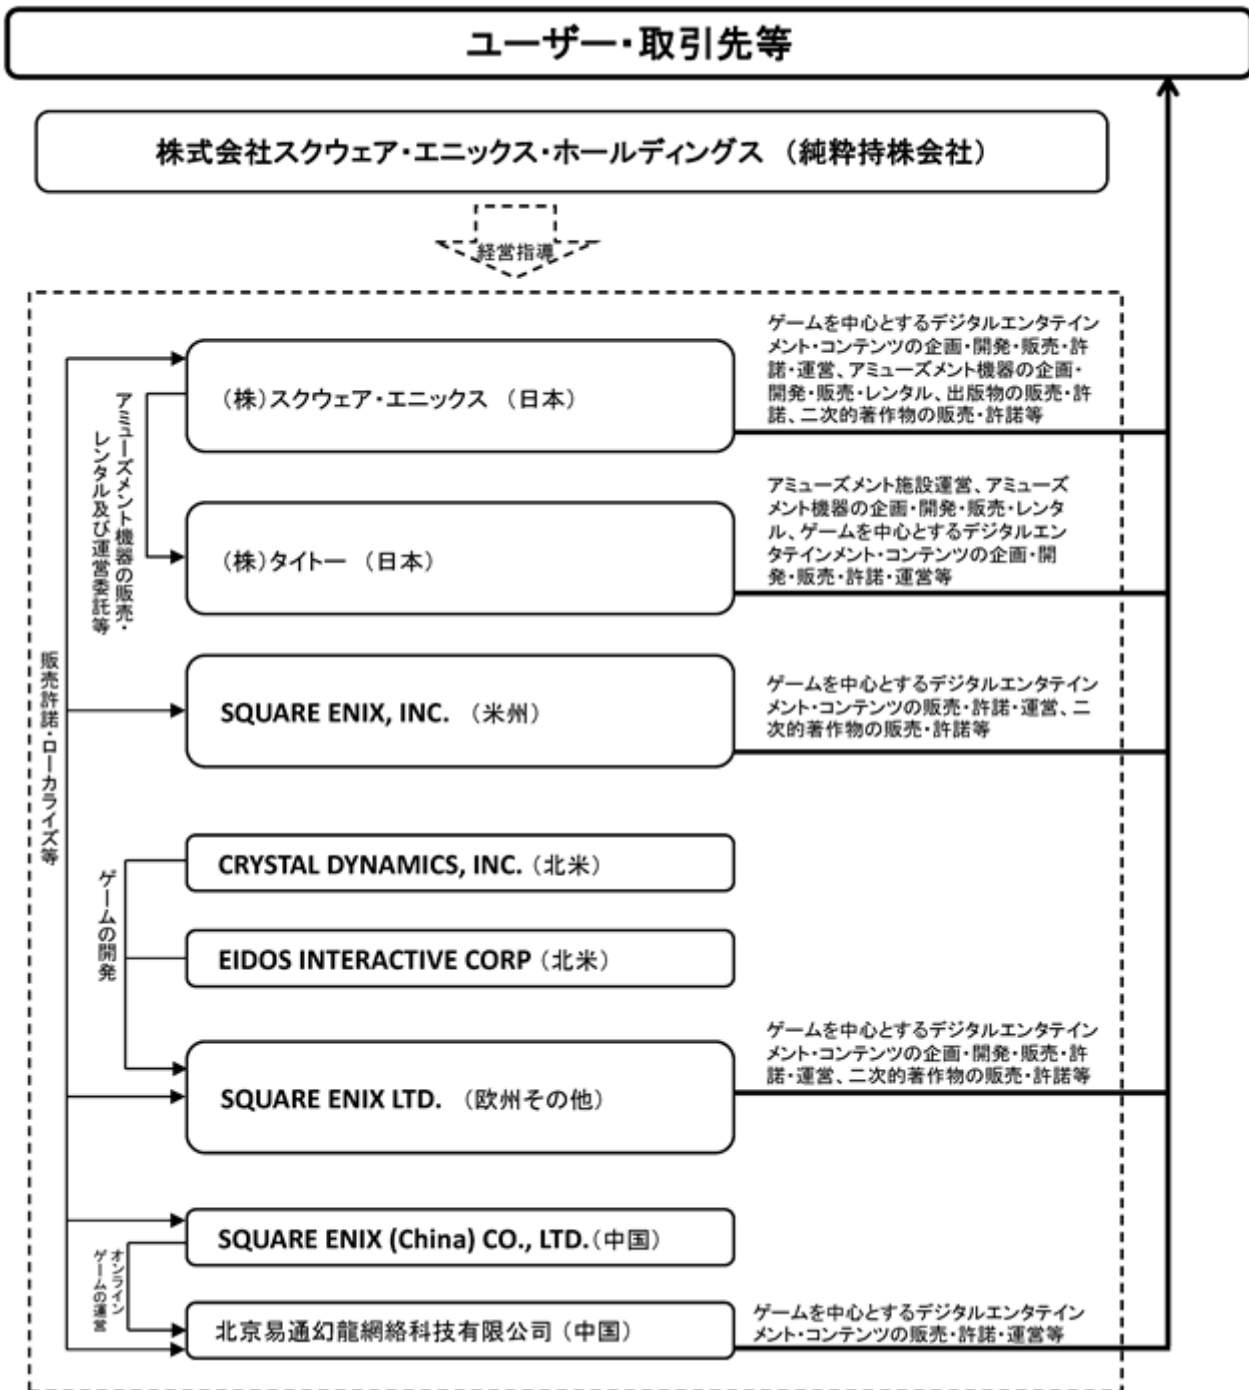 ユーザー・取引先等
株式会社スクウェア・エニックス・ホールディングス （純粋持株会社）
経営指導
ゲームを中心とするデジタルエンタテイン
メント・コンテンツの企画・開発・販売・許
諾・運営、アミューズメント機器の企画・
開発・販売・レンタル、出版物の販売・許
諾、二次的著作物の販売・許諾等
（株）スクウェア・エニックス （日本）
アミューズメント機器の販売・
レンタル及び運営委託等
アミューズメント施設運営、アミューズ
メント機器の企画・開発・販売・レンタ
ル、ゲームを中心とするデジタルエン
タテインメント・コンテンツの企画・開
発・販売・許諾・運営等
（株）タイトー （日本）
販売許諾・ローカライズ等
ゲームを中心とするデジタルエンタテイン
メント・コンテンツの販売・許諾・運営、二
次的著作物の販売・許諾等
SQUARE ENIX, INC. （米州）
ゲームの開発
CRYSTAL DYNAMICS, INC.（北米）
EIDOS INTERACTIVE CORP（北米）
ゲームを中心とするデジタルエンタテイン
メント・コンテンツの企画・開発・販売・許
諾・運営、二次的著作物の販売・許諾等
SQUARE ENIX LTD. （欧州その他）
SQUARE ENIX (China) CO., LTD.（中国）
オンライン
ゲームの運営
北京易通幻龍網絡科技有限公司（中国）
ゲームを中心とするデジタルエンタテイン
メント・コンテンツの販売・許諾・運営等